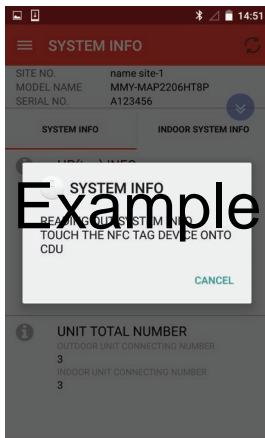 14:51
SYSTEM INFO
SITE NO. name site-1
MODEL NAME MMY-MAP2206HT8P
SERIAL NO. A123456
SYSTEM INFO INDOOR SYSTEM INFO
INFO
SYSTEM INFO
Example
READING OUT SYSTEM INFO
TOUCH THE NFC TAG DEVICE ONTO
CDU
CANCEL
UNIT TOTAL NUMBER
OUTDOOR UNIT CONNECTING NUMBER
3
INDOOR UNIT CONNECTING NUMBER
3